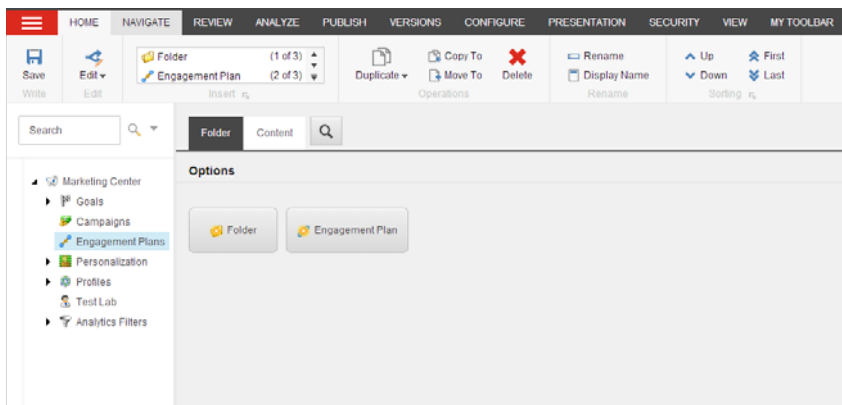 HOME NAVIGATE REVIEW ANALYZE PUBLISH VERSIONS CONFIGURE PRESENTATION SECURITY VIEW MY TOOLBAR
Folder (1 of 3) Copy To Rename Up First
Save Edit Engagement Plan (2 of 3) Duplicate Move To Delete Display Name Down Last
Write Edit Insert Operations Rename Sorting
Search Folder Content
Options
Marketing Center
Goals
Campaigns
Folder Engagement Plan
Engagement Plans
Personalization
Profiles
Test Lab
Analytics Filters